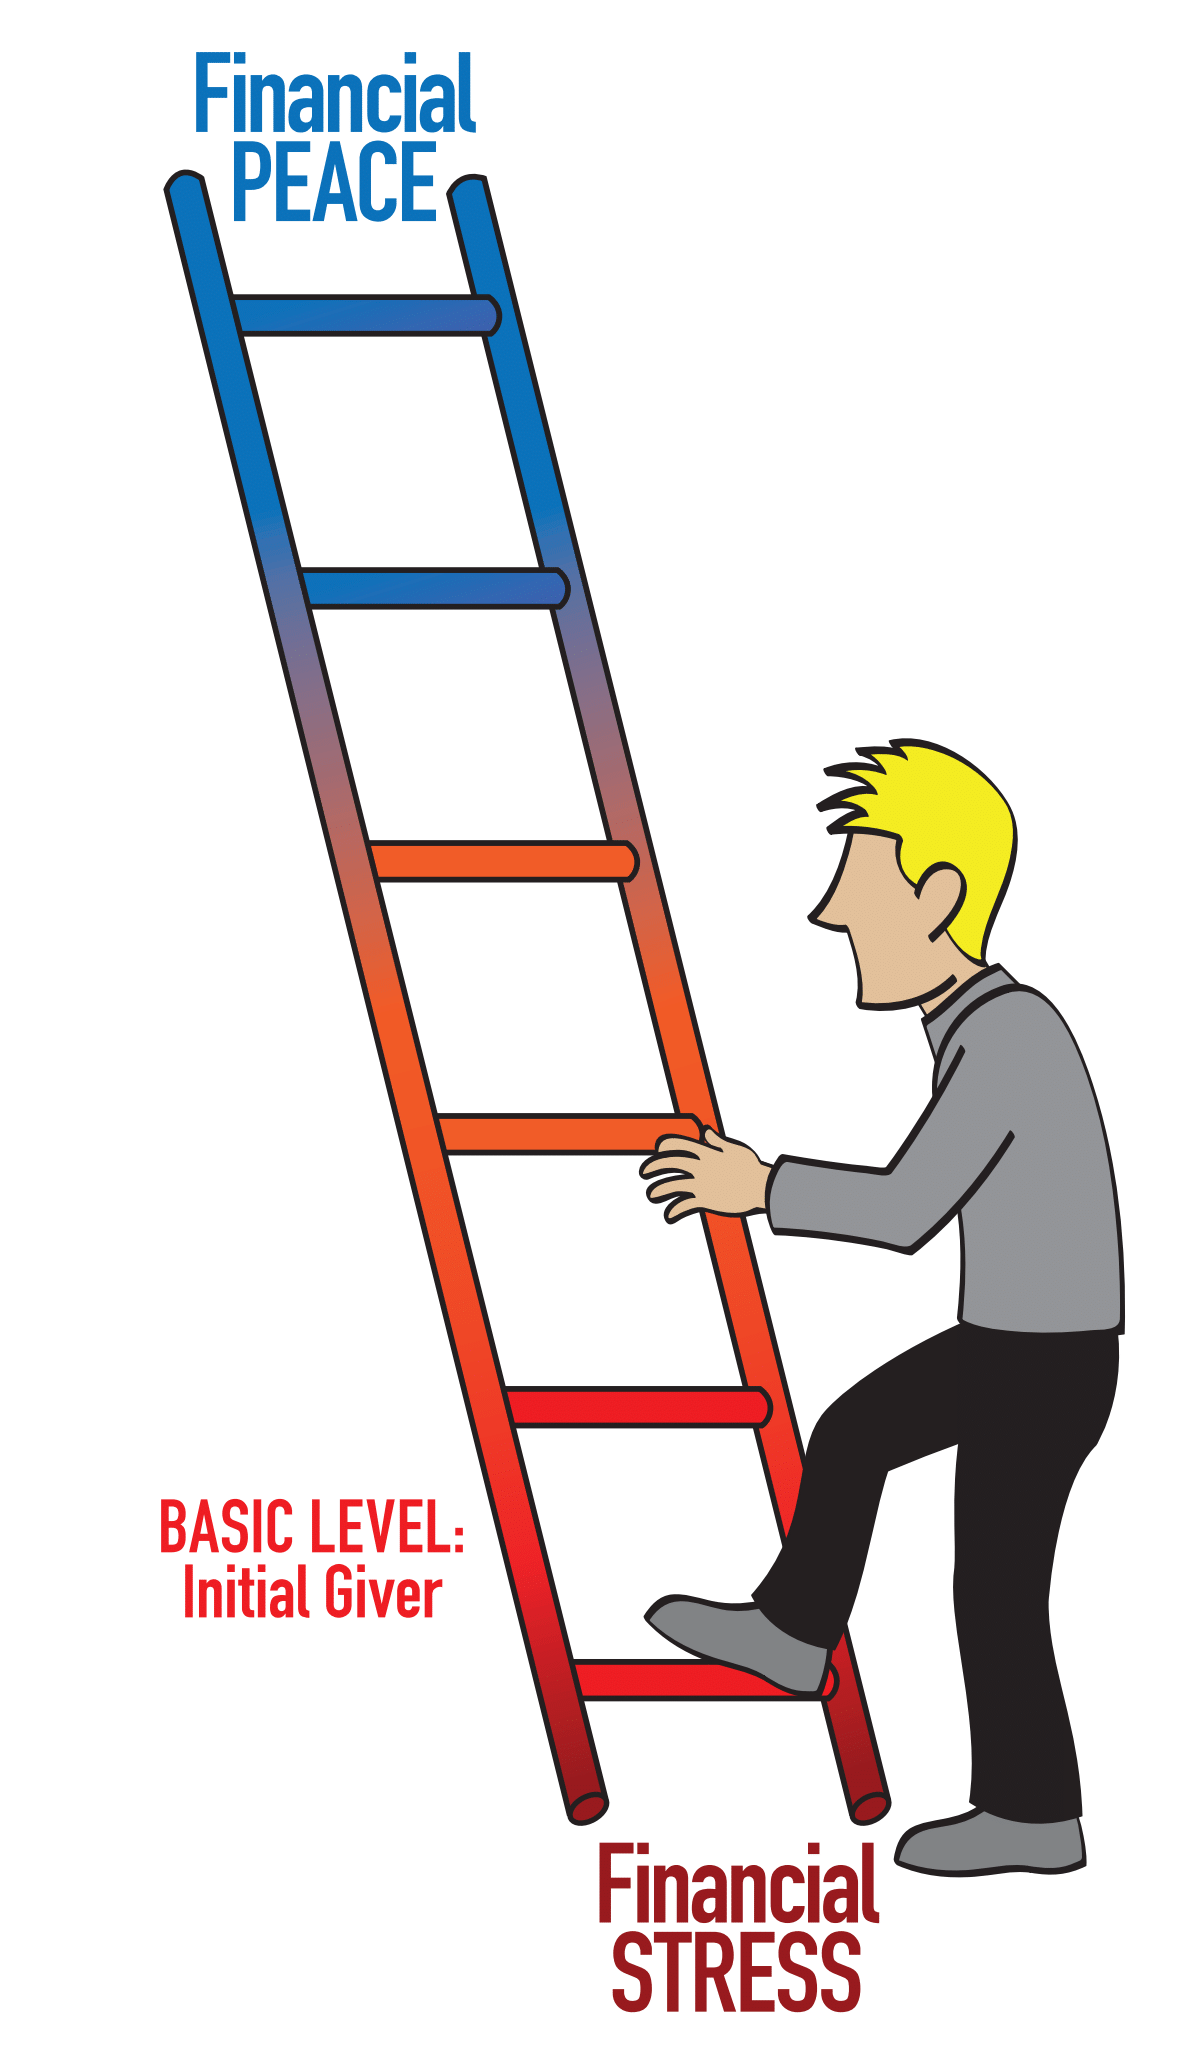 Financial
PEACE
BASIC LEVEL:
Initial Giver
Financial
STRESS